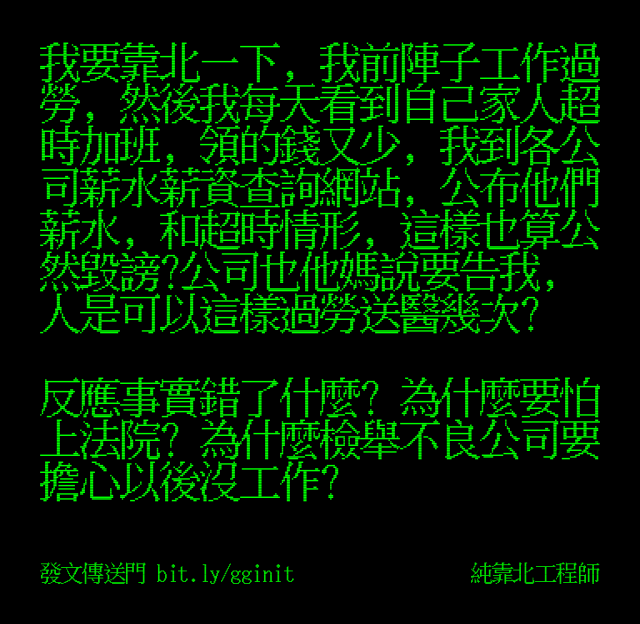 我要靠北一下, 我前陣子工作過
勞, 然後我每天看到自己家人超
時加班, 領的錢又少, 我到各公
司薪水薪資查詢網站, 公布他們
薪水, 和超時情形, 這樣也算公
然毀謗?公司也他媽說要告我,
人是可以這樣過勞送醫幾次?
反應事實錯了什麼? 為什麼要怕
上法院? 為什麼檢舉不良公司要
擔心以後沒工作?
發文傳送門 bit.ly/gginit
純靠北工程師